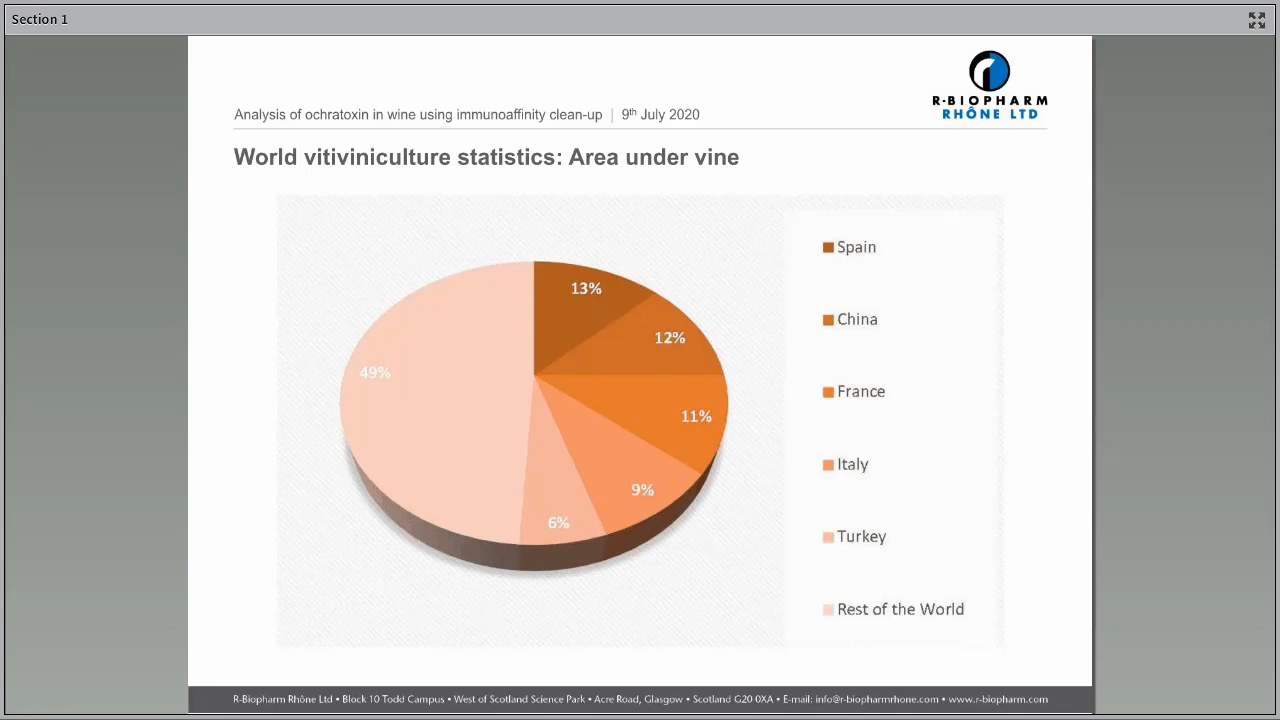 Section 1
R-BIOPHARM
RHÔNE LTD
Analysis of ochratoxin in wine using immunoaffinity clean-up | 9th July 2020
World vitiviniculture statistics: Area under vine
13%
12%
11%
9%
6%
49%
Spain
China
France
Italy
Turkey
Rest of the World
R-Biopharm Rhône Ltd • Block 10 Todd Campus • West of Scotland Science Park • Acre Road, Glasgow • Scotland G20 0XA • E-mail: info@r-biopharmrhone.com • www.r-biopharm.com